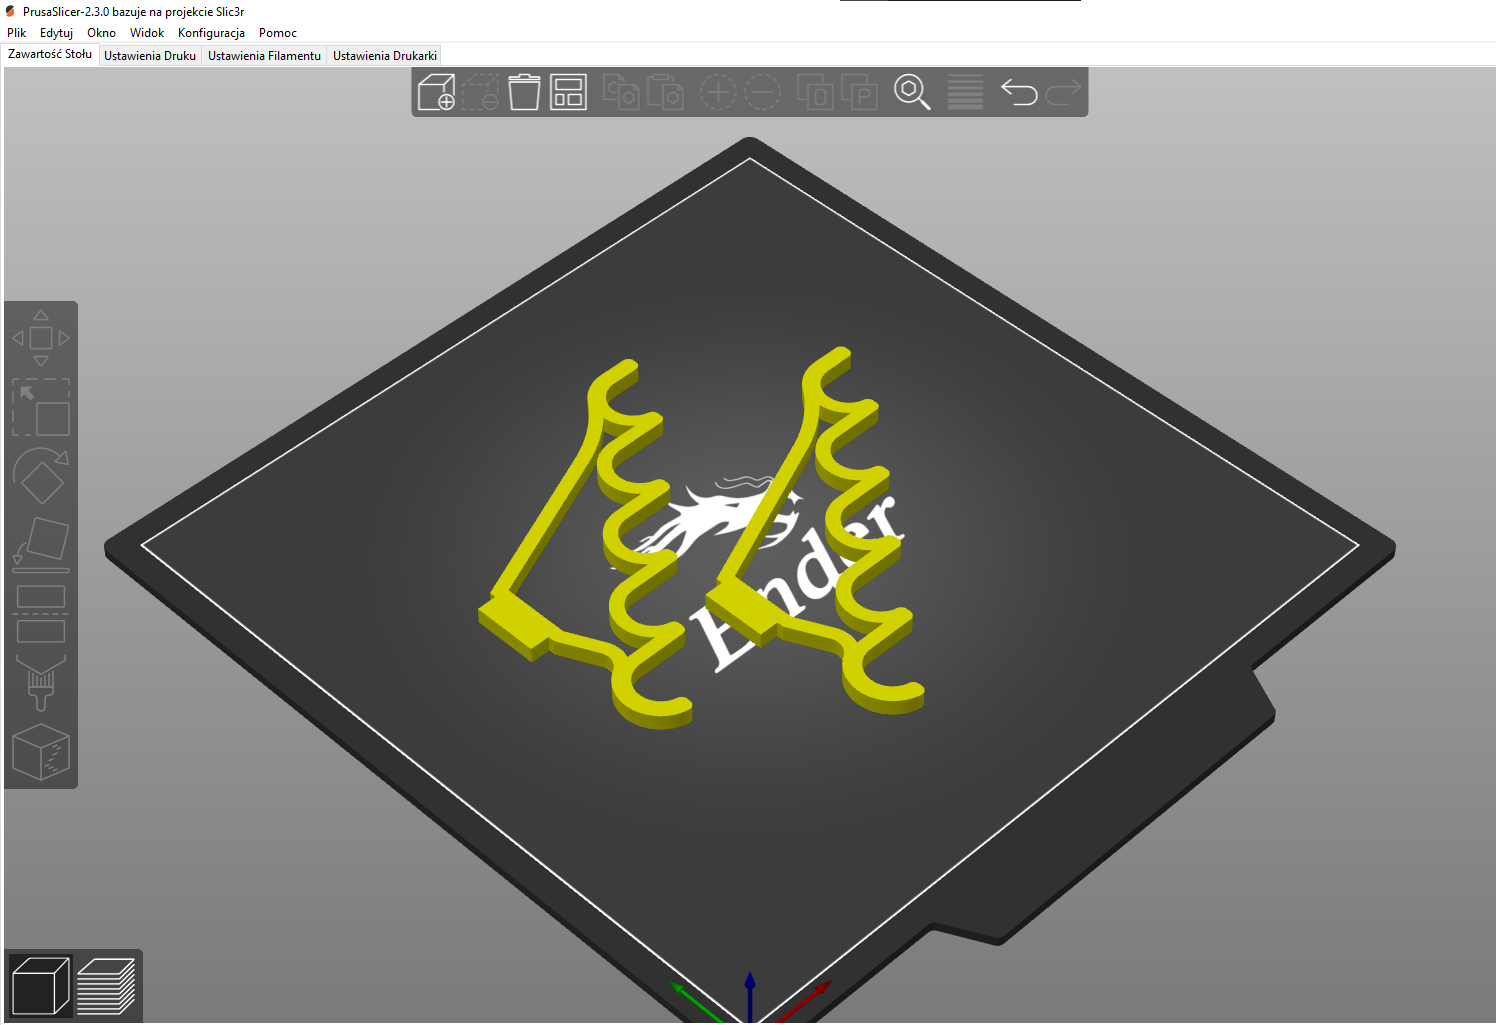 PrusaSlicer-2.3.0 bazuje na projekcie Slic3r
Plik Edytuj Okno Widok Konfiguracja Pomoc
Zawartość Stołu Ustawienia Druku Ustawienia Filamentu Ustawienia Drukarki
Ender